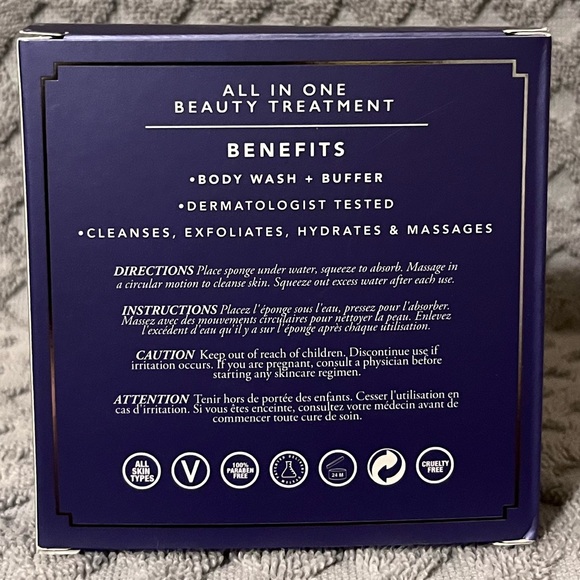 ALL IN ONE
BEAUTY TREATMENT
BENEFITS
•BODY WASH + BUFFER
•DERMATOLOGIST TESTED
•CLEANSES, EXFOLIATES, HYDRATES & MASSAGES
DIRECTIONS Place sponge under water, squeeze to absorb. Massage in
a circular motion to cleanse skin. Squeeze out excess water after each use.
INSTRUCTIONS Placez l'éponge sous l'eau, pressez pour l'absorber.
Massez avec des mouvements circulaires pour nettoyer la peau. Enlevez
l'excédent d'eau qu'il y a sur l'éponge après chaque utilisation.
CAUTION Keep out of reach of children. Discontinue use if
irritation occurs. If you are pregnant, consult a physician before
starting any skincare regimen.
ATTENTION Tenir hors de portée des enfants. Cesser l'utilisation en
cas d'irritation. Si vous êtes enceinte, consultez votre médecin avant de
commencer toute cure de soin.
ALL
SKIN
TYPES
V
100%
PARABEN
FREE
24 M
CRUELTY
FREE